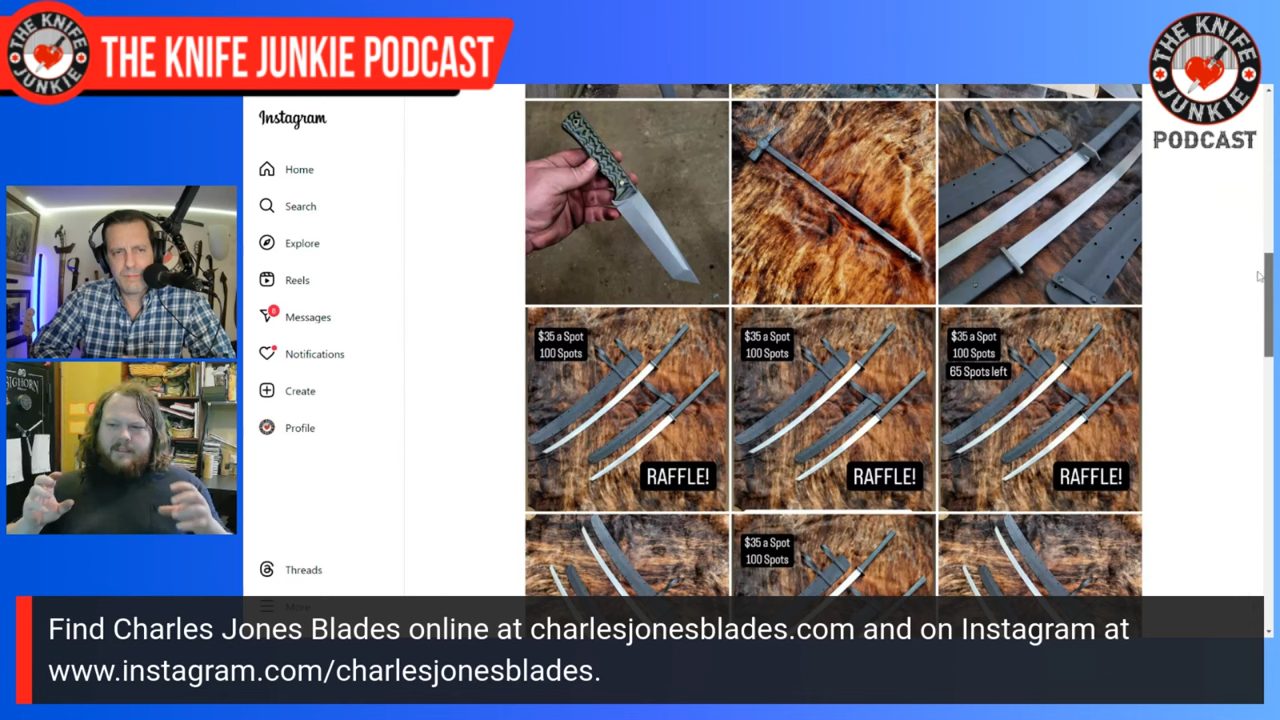 THE KNIFE JUNKIE
THE KNIFE JUNKIE PODCAST
THE KNIFE JUNKIE
PODCAST
Instagram
Home
Search
Explore
Reels
8
Messages
Notifications
Create
Profile
Threads
More
$35 a Spot
100 Spots
RAFFLE!
$35 a Spot
100 Spots
RAFFLE!
$35 a Spot
100 Spots
65 Spots left
RAFFLE!
$35 a Spot
100 Spots
BIGHORN
Find Charles Jones Blades online at charlesjonesblades.com and on Instagram at
www.instagram.com/charlesjonesblades.